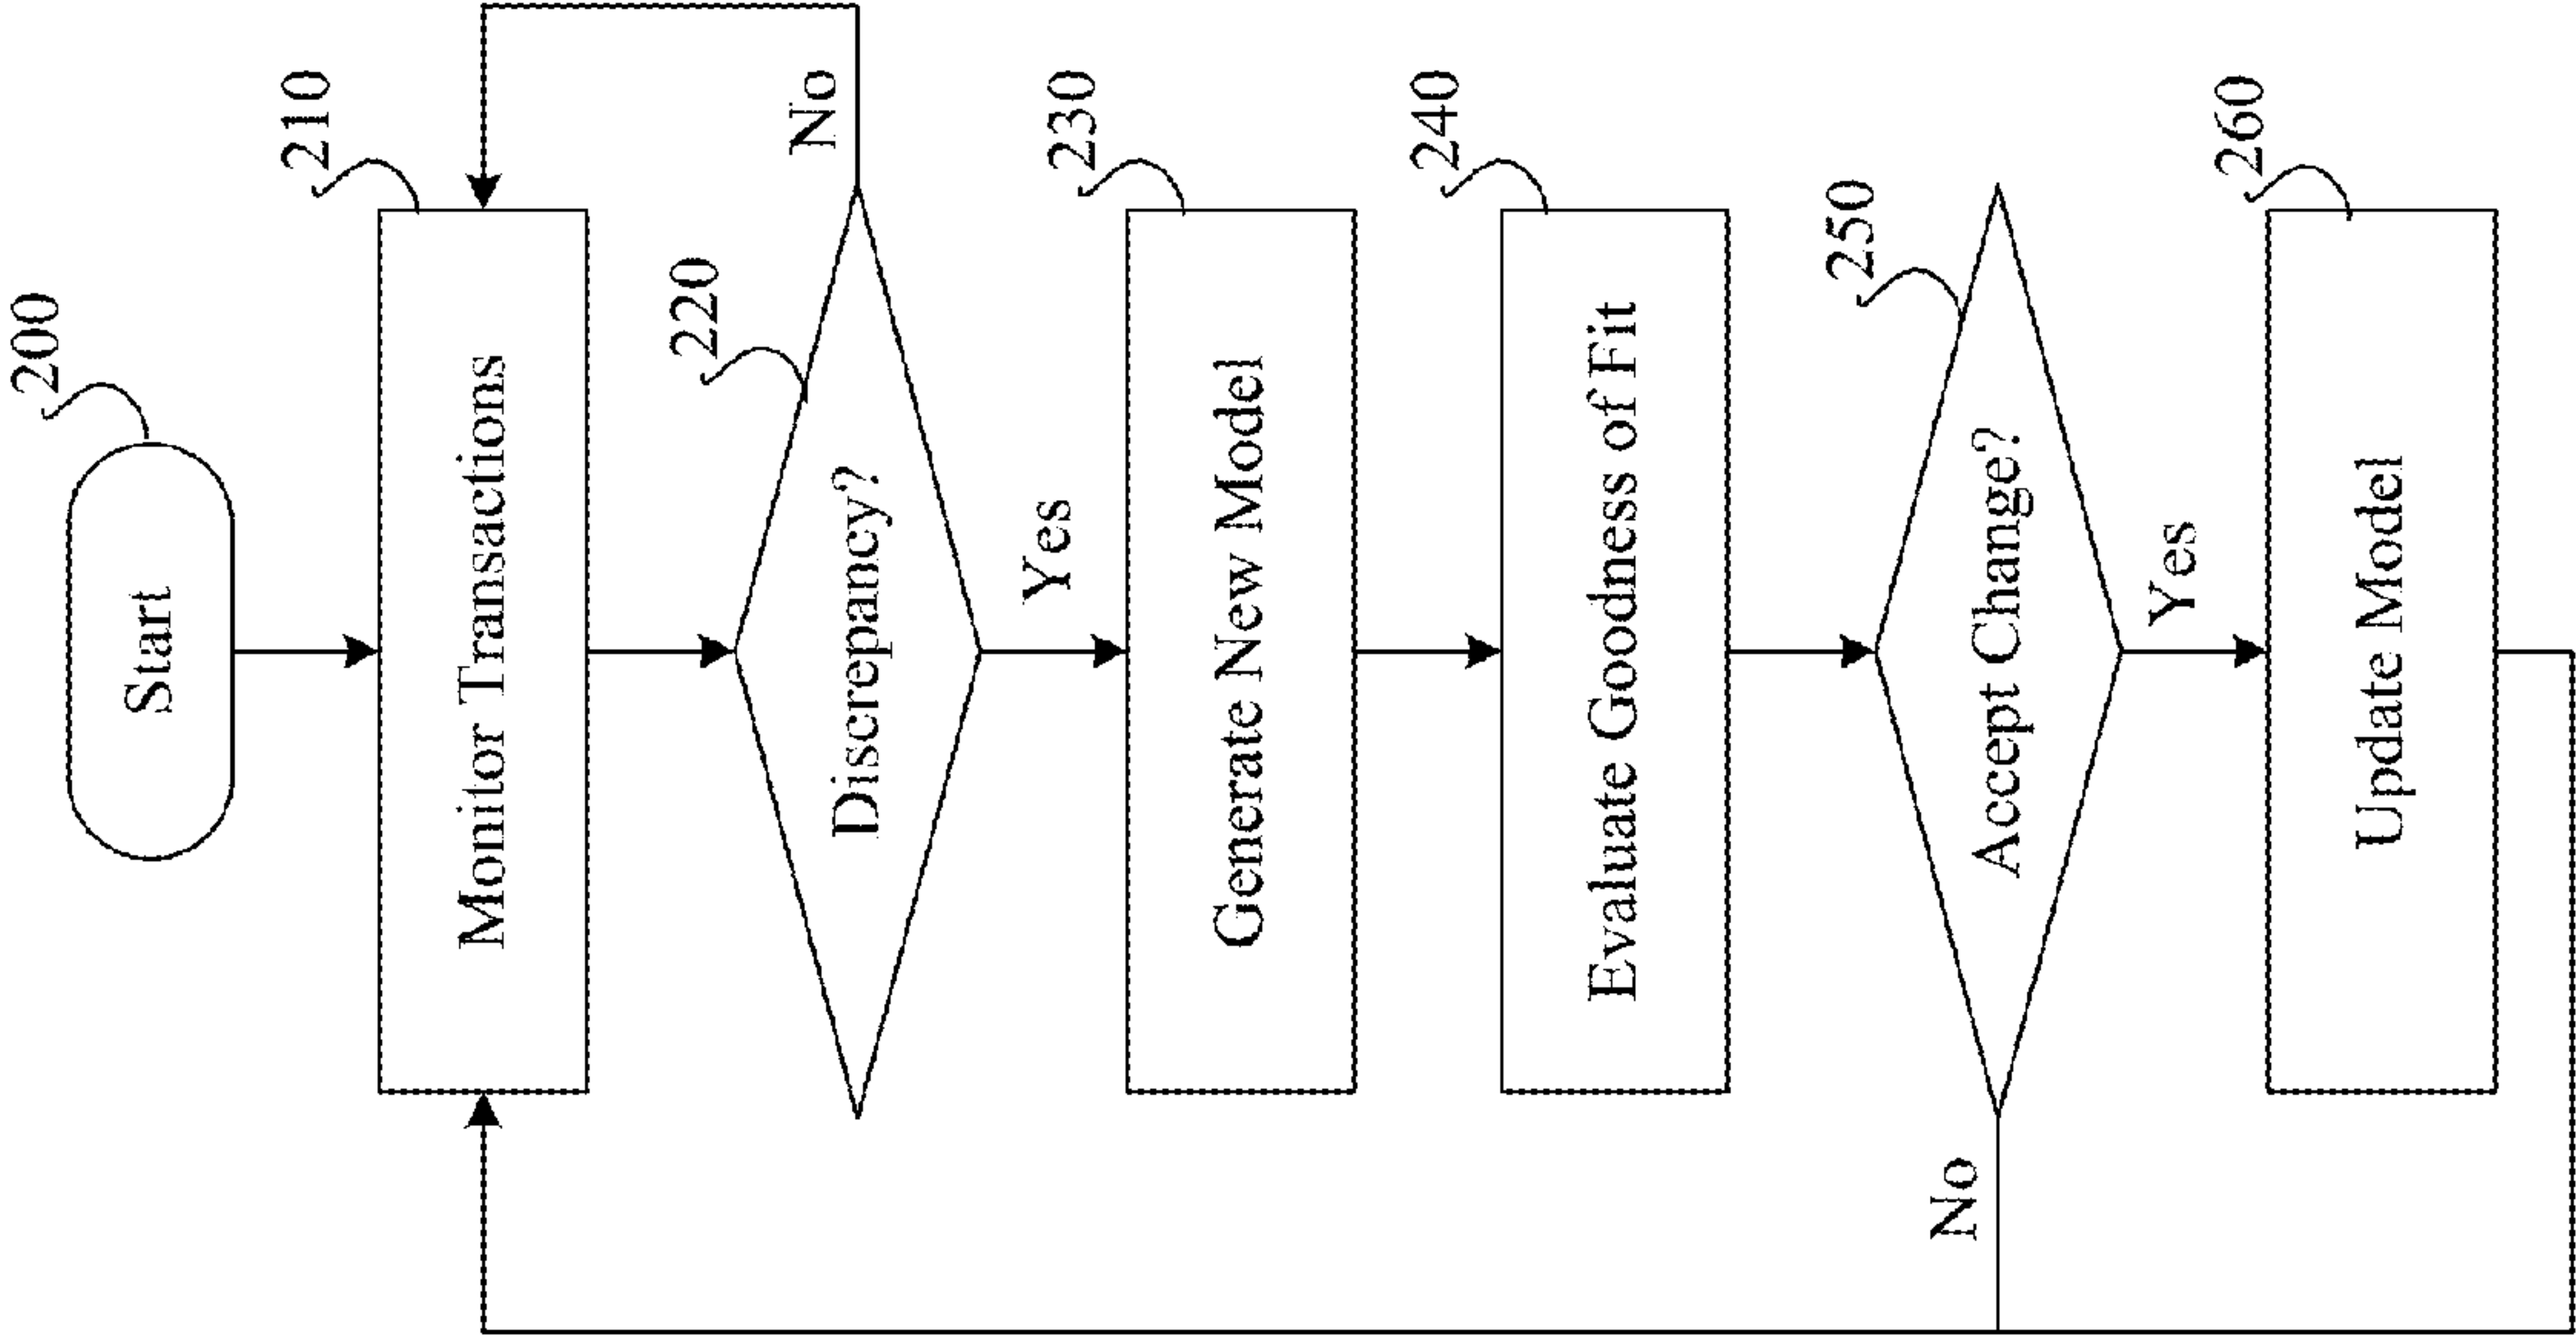 200
Start
210
Monitor Transactions
220
Discrepancy?
No
Yes
230
Generate New Model
240
Evaluate Goodness of Fit
250
Accept Change?
No
Yes
260
Update Model